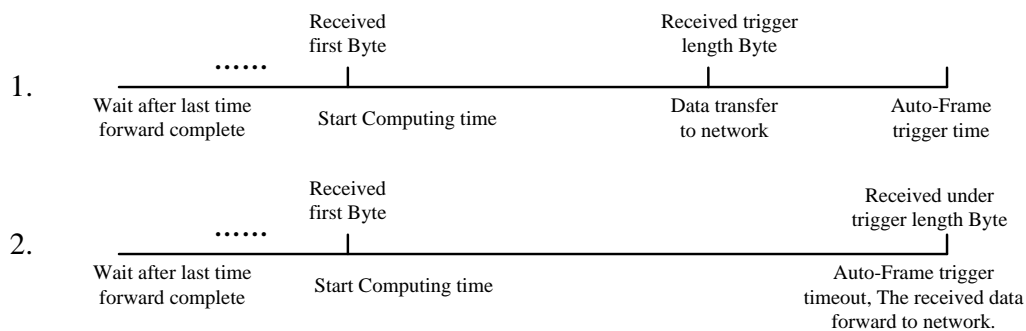 Received
first Byte
Received trigger
length Byte
......
1.
Wait after last time
forward complete
Start Computing time
Data transfer
to network
Auto-Frame
trigger time
Received
first Byte
Received under
trigger length Byte
......
2.
Wait after last time
forward complete
Start Computing time
Auto-Frame trigger
timeout, The received data
forward to network.